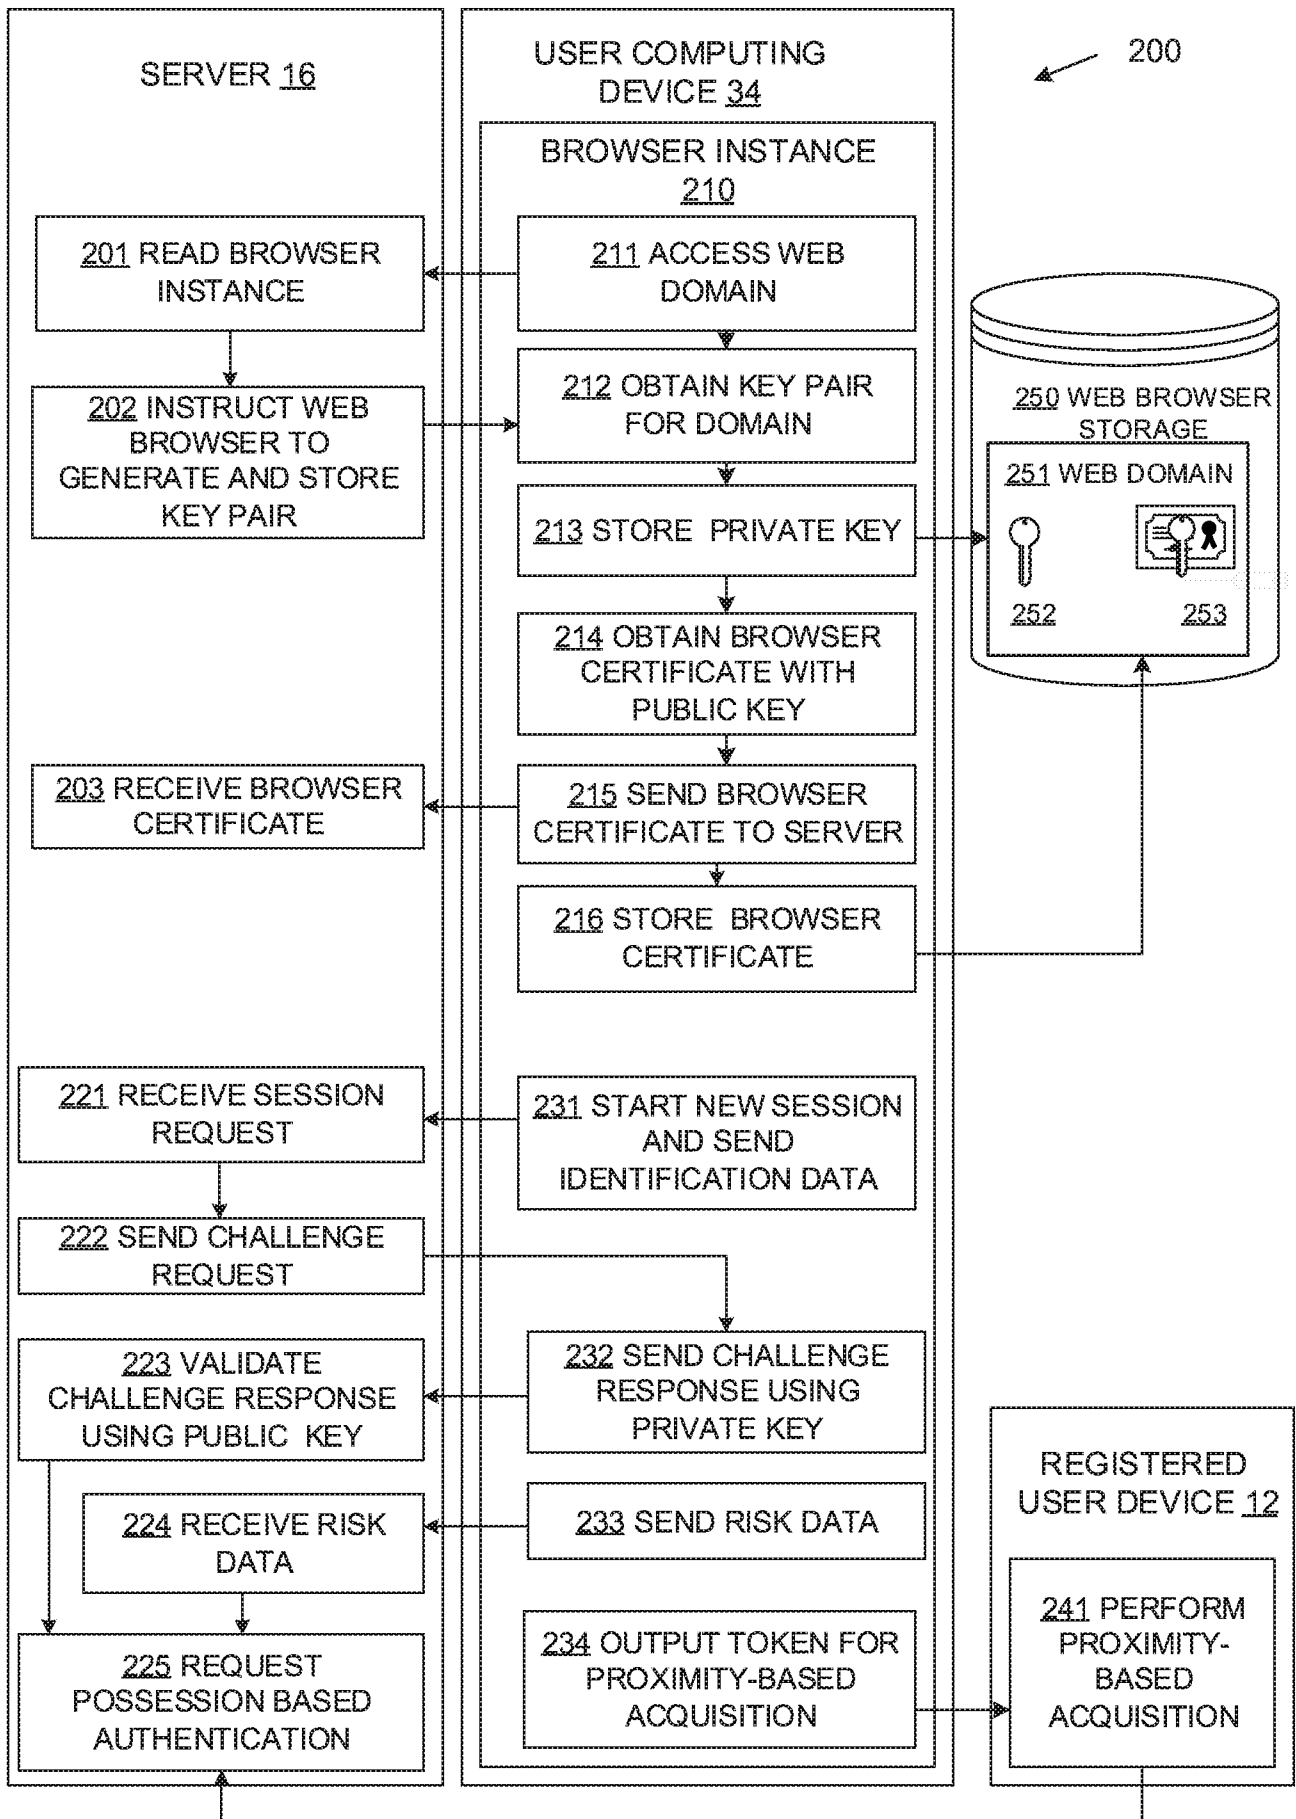 SERVER 16
USER COMPUTING
DEVICE 34
200
BROWSER INSTANCE
210
201 READ BROWSER
INSTANCE
211 ACCESS WEB
DOMAIN
202 INSTRUCT WEB
BROWSER TO
GENERATE AND STORE
KEY PAIR
212 OBTAIN KEY PAIR
FOR DOMAIN
250 WEB BROWSER
STORAGE
251 WEB DOMAIN
252
253
213 STORE PRIVATE KEY
214 OBTAIN BROWSER
CERTIFICATE WITH
PUBLIC KEY
203 RECEIVE BROWSER
CERTIFICATE
215 SEND BROWSER
CERTIFICATE TO SERVER
216 STORE BROWSER
CERTIFICATE
221 RECEIVE SESSION
REQUEST
231 START NEW SESSION
AND SEND
IDENTIFICATION DATA
222 SEND CHALLENGE
REQUEST
223 VALIDATE
CHALLENGE RESPONSE
USING PUBLIC KEY
232 SEND CHALLENGE
RESPONSE USING
PRIVATE KEY
224 RECEIVE RISK
DATA
233 SEND RISK DATA
REGISTERED
USER DEVICE 12
225 REQUEST
POSSESSION BASED
AUTHENTICATION
234 OUTPUT TOKEN FOR
PROXIMITY-BASED
ACQUISITION
241 PERFORM
PROXIMITY-
BASED
ACQUISITION